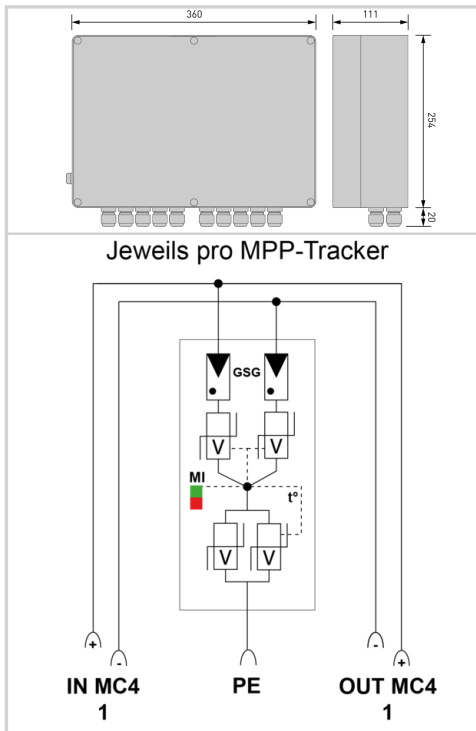 360
111
254
20
Jeweils pro MPP-Tracker
GSG
V V
MI
t°
V V
+ - - +
IN MC4 PE OUT MC4
1 1